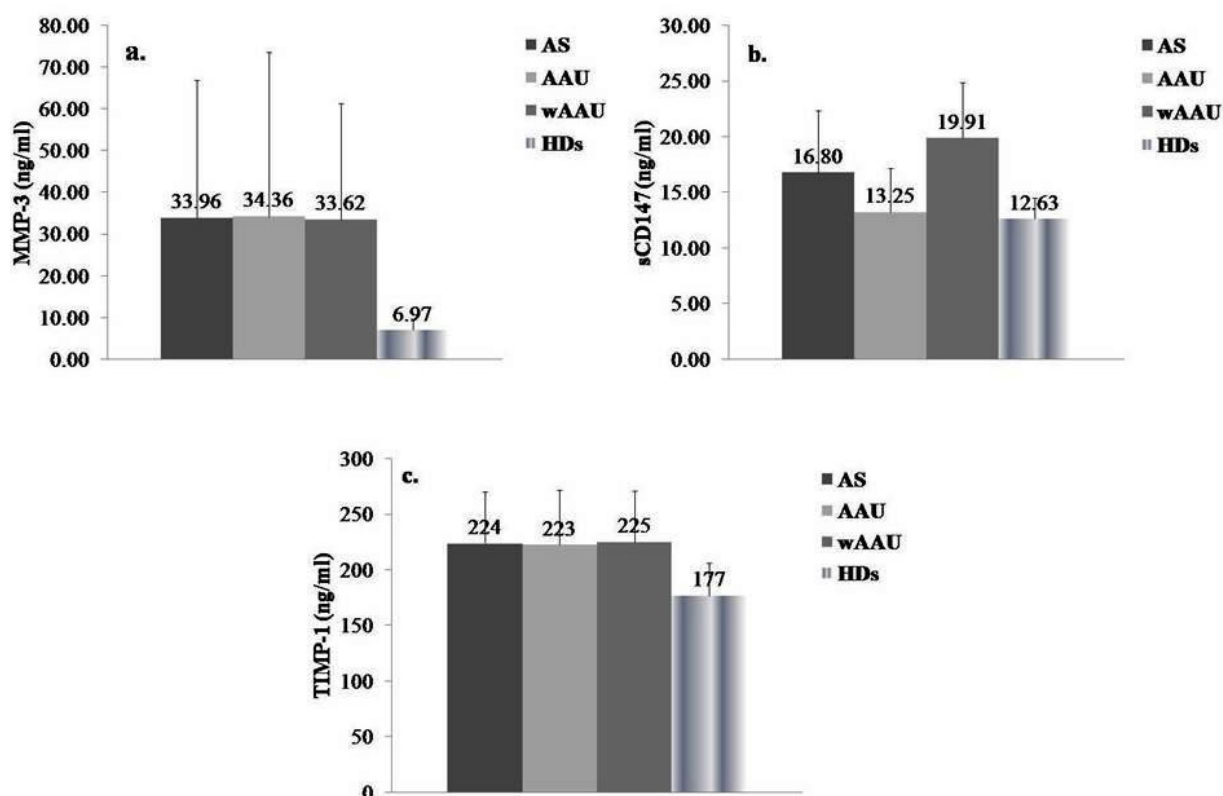 a.
MMP-3 (ng/ml)
80.00
70.00
60.00
50.00
40.00
30.00
20.00
10.00
0.00
33.96
34.36
33.62
6.97
AS
AAU
wAAU
HDs
b.
sCD147(ng/ml)
30.00
25.00
20.00
15.00
10.00
5.00
0.00
16.80
13.25
19.91
12.63
AS
AAU
wAAU
HDs
c.
TIMP-1 (ng/ml)
300
250
200
150
100
50
0
224
223
225
177
AS
AAU
wAAU
HDs